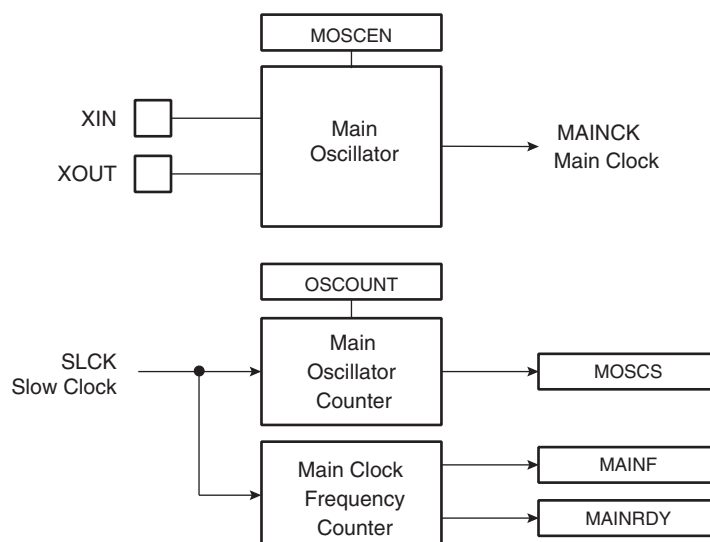 MOSCEN
XIN
XOUT
Main
Oscillator
MAINCK
Main Clock
OSCOUNT
SLCK
Slow Clock
Main
Oscillator
Counter
MOSCS
Main Clock
Frequency
Counter
MAINF
MAINRDY